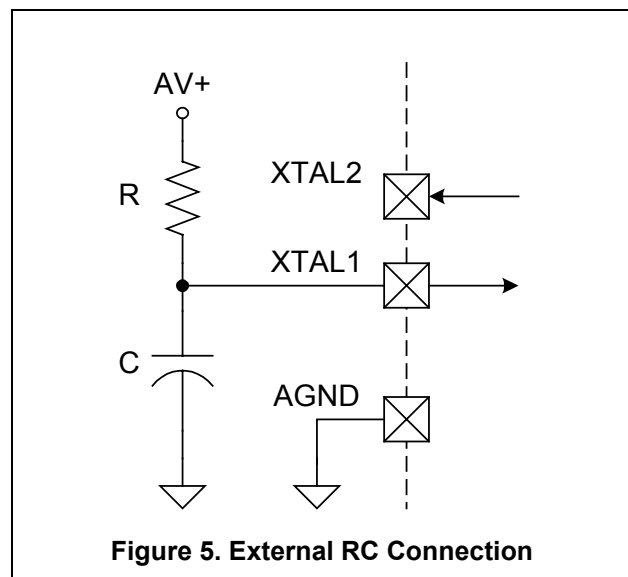 AV+
R
XTAL2
XTAL1
C
AGND
Figure 5. External RC Connection